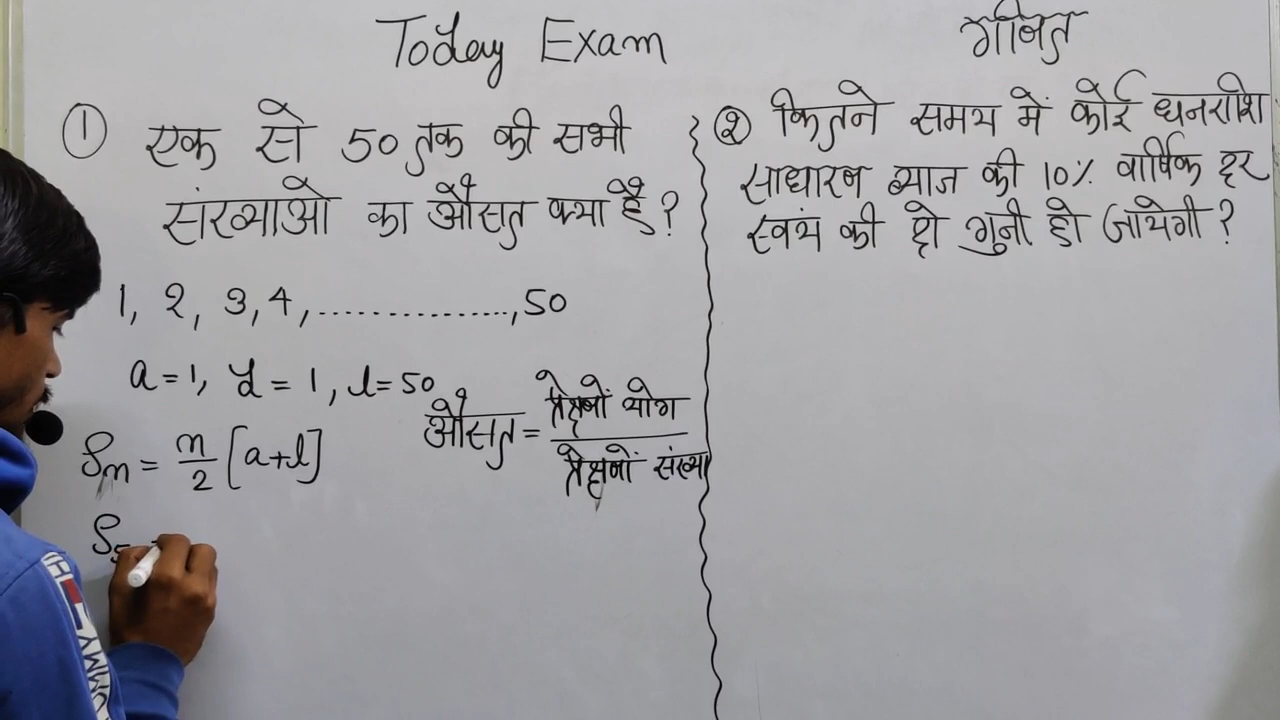 Today Exam
गणित
① एक से 50 तक की सभी
संख्याओ का औसत क्या है ?
1, 2, 3, 4, ..............., 50
a = 1, d = 1, l = 50
औसत = प्रेक्षणों योग / प्रेक्षणों संख्या
Sn = n/2 [a+l]
S5
② कितने समय में कोई धनराशि
साधारण ब्याज की 10% वार्षिक दर
स्वयं की दो गुनी हो जायेगी ?